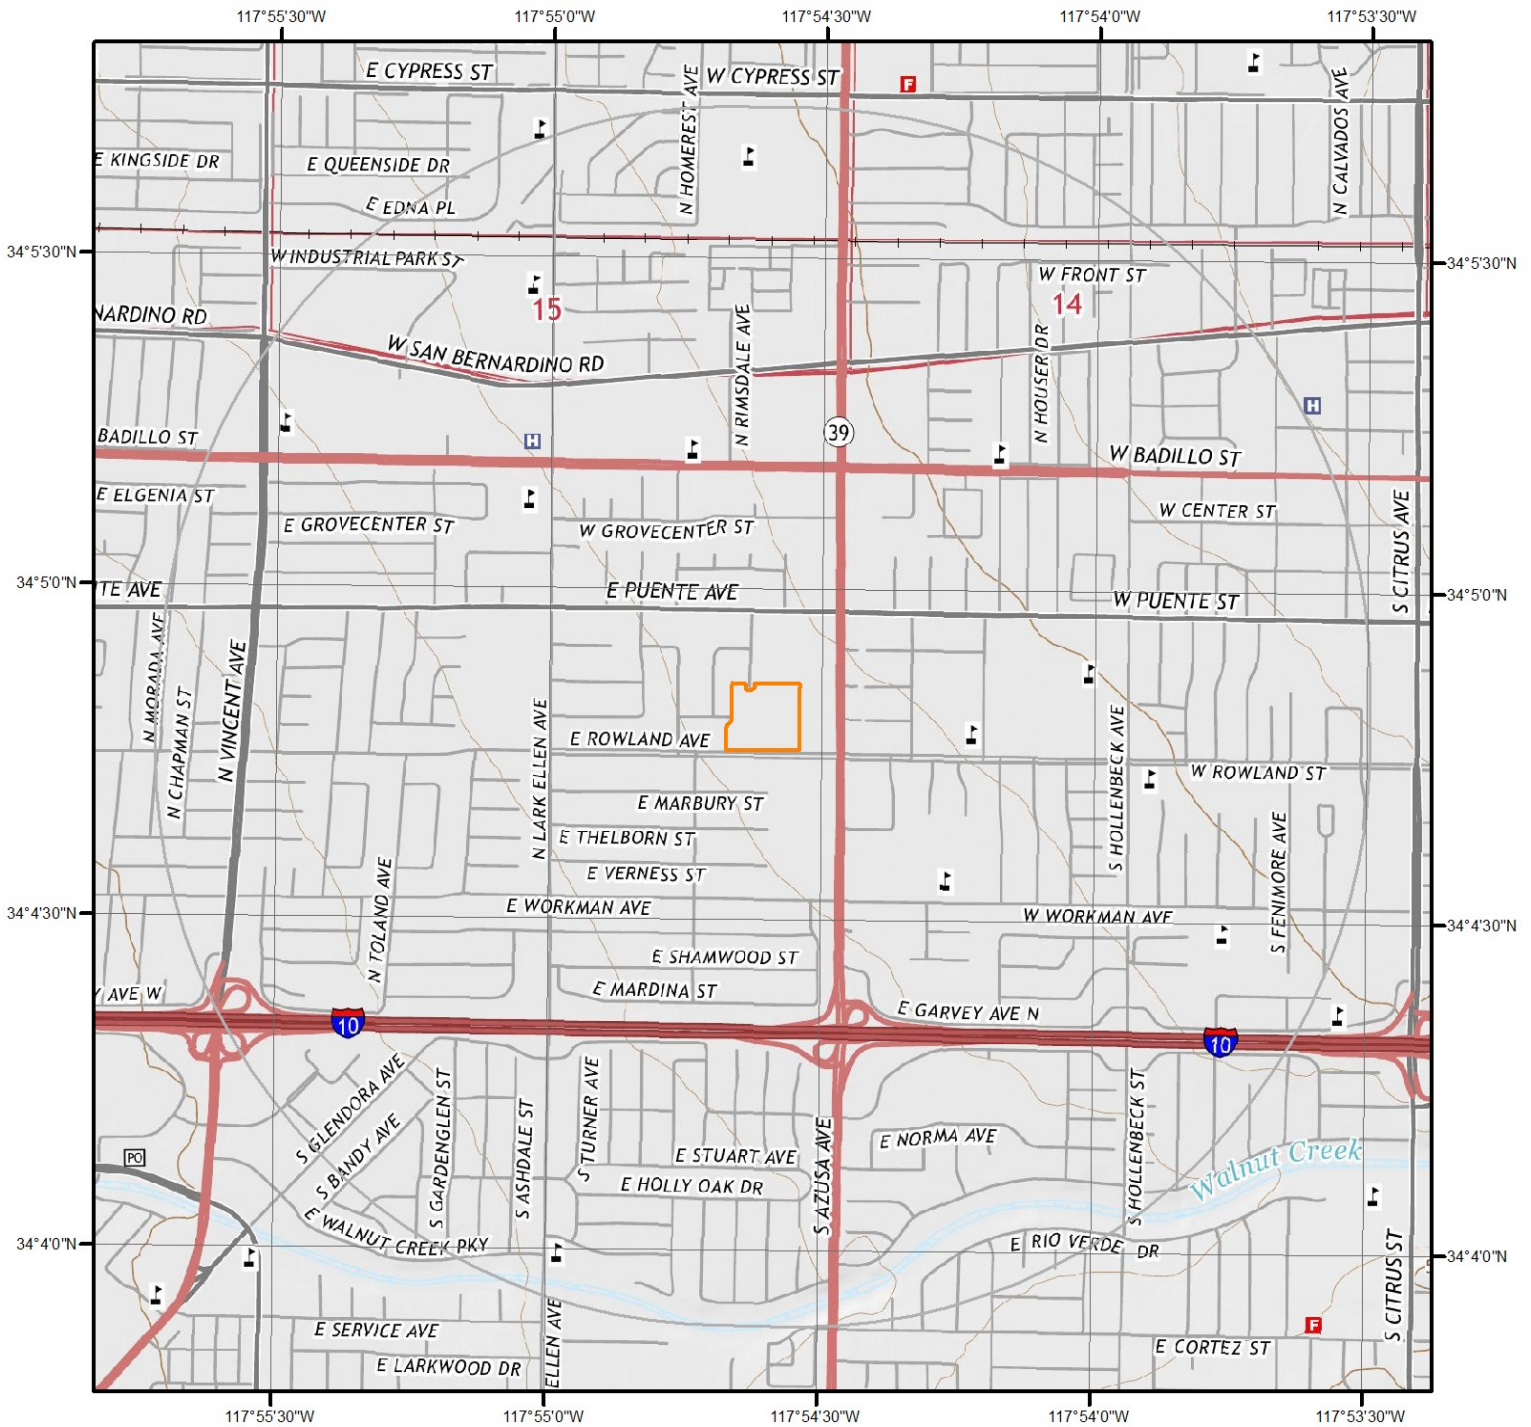 117°55'30"W
117°55'0"W
117°54'30"W
117°54'0"W
117°53'30"W
E CYPRESS ST
W CYPRESS ST
F
N HOMEREST AVE
N CALVADOS AVE
E KINGSIDE DR
E QUEENSIDE DR
E EDNA PL
34°5'30"N
34°5'30"N
W INDUSTRIAL PARK ST
W FRONT ST
15
14
NARDINO RD
W SAN BERNARDINO RD
N RIMSDALE AVE
N HOUSER DR
H
39
BADILLO ST
H
W BADILLO ST
E ELGENIA ST
E GROVECENTER ST
W GROVECENTER ST
W CENTER ST
S CITRUS AVE
34°5'0"N
34°5'0"N
TE AVE
E PUENTE AVE
W PUENTE ST
N MORADA AVE
N CHAPMAN ST
N VINCENT AVE
N LARK ELLEN AVE
E ROWLAND AVE
S HOLLENBECK AVE
W ROWLAND ST
E MARBURY ST
E THELBORN ST
S FENIMORE AVE
E VERNESS ST
N TOLAND AVE
34°4'30"N
E WORKMAN AVE
W WORKMAN AVE
34°4'30"N
E SHAMWOOD ST
Y AVE W
E MARDINA ST
E GARVEY AVE N
10
10
S GLENDORA AVE
S BANDY AVE
S GARDENGLEN ST
S ASHDALE ST
S TURNER AVE
S AZUSA AVE
E NORMA AVE
S HOLLENBECK ST
Walnut Creek
PO
E STUART AVE
E HOLLY OAK DR
E WALNUT CREEK PKY
E RIO VERDE DR
34°4'0"N
34°4'0"N
S CITRUS ST
ELLEN AVE
F
E SERVICE AVE
E CORTEZ ST
E LARKWOOD DR
117°55'30"W
117°55'0"W
117°54'30"W
117°54'0"W
117°53'30"W